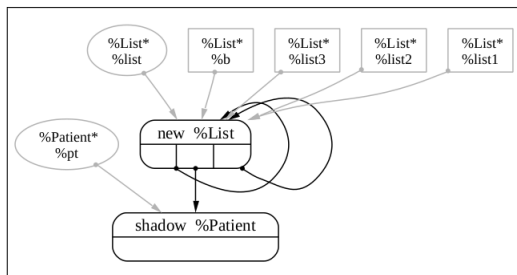 %List*
%list
%List*
%b
%List*
%list3
%List*
%list2
%List*
%list1
new %List
%Patient*
%pt
shadow %Patient